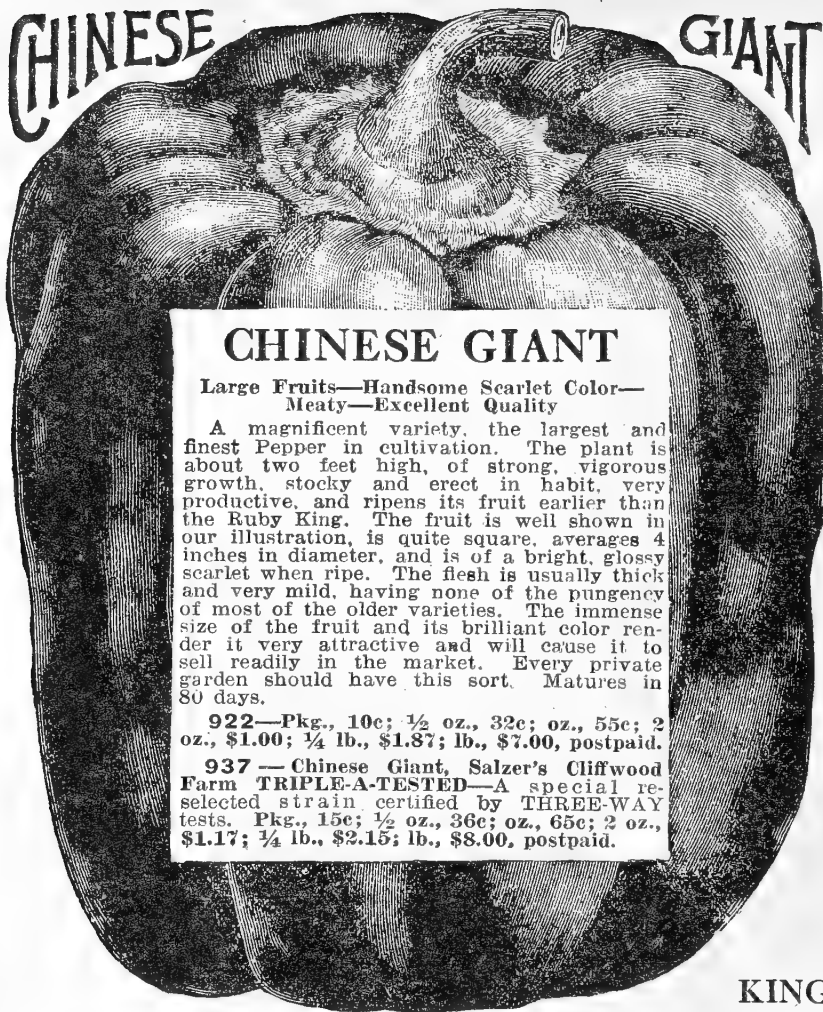 CHINESE GIANT
CHINESE GIANT
Large Fruits—Handsome Scarlet Color—
Meaty—Excellent Quality
A magnificent variety, the largest and
finest Pepper in cultivation. The plant is
about two feet high, of strong, vigorous
growth, stocky and erect in habit, very
productive, and ripens its fruit earlier than
the Ruby King. The fruit is well shown in
our illustration, is quite square, averages 4
inches in diameter, and is of a bright, glossy
scarlet when ripe. The flesh is usually thick
and very mild, having none of the pungency
of most of the older varieties. The immense
size of the fruit and its brilliant color ren-
der it very attractive and will cause it to
sell readily in the market. Every private
garden should have this sort. Matures in
80 days.
922—Pkg., 10c; ½ oz., 32c; oz., 55c; 2
oz., $1.00; ¼ lb., $1.87; lb., $7.00, postpaid.
937 — Chinese Giant, Salzer's Cliffwood
Farm TRIPLE-A-TESTED—A special re-
selected strain certified by THREE-WAY
tests. Pkg., 15c; ½ oz., 36c; oz., 65c; 2 oz.,
$1.17; ¼ lb., $2.15; lb., $8.00, postpaid.
KING